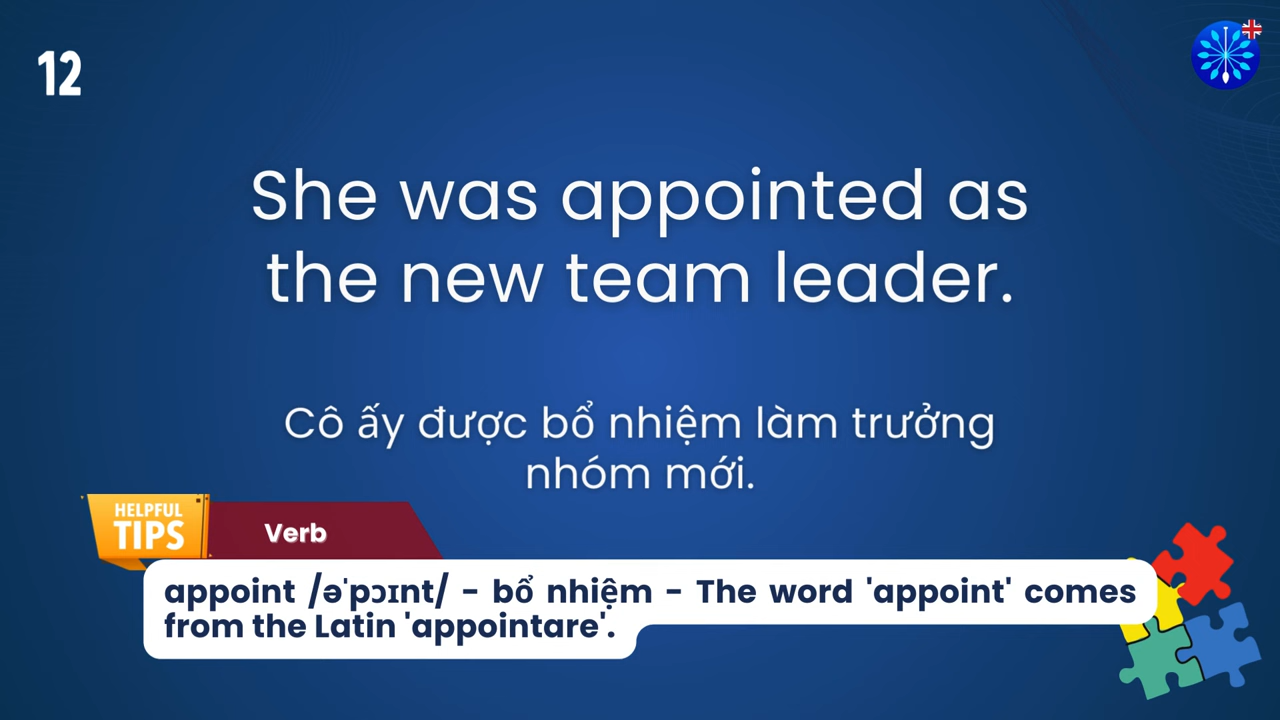 12
She was appointed as
the new team leader.
Cô ấy được bổ nhiệm làm trưởng
nhóm mới.
HELPFUL
TIPS
Verb
appoint /əˈpɔɪnt/ - bổ nhiệm - The word 'appoint' comes
from the Latin 'appointare'.